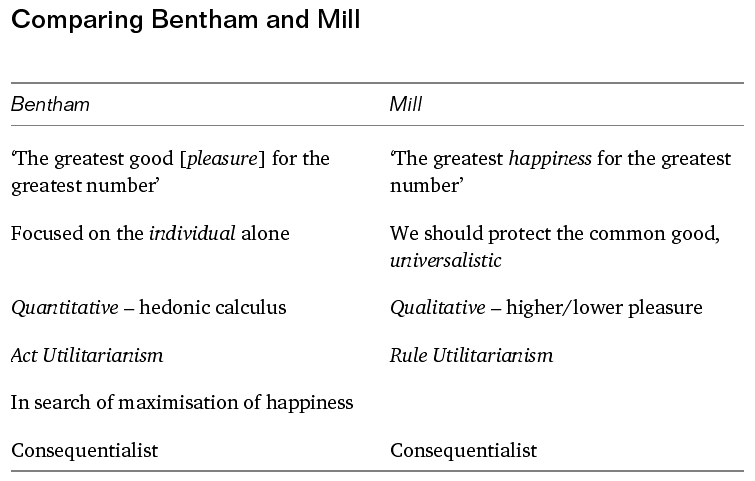 Comparing Bentham and Mill
Bentham Mill
‘The greatest good [pleasure] for the ‘The greatest happiness for the greatest
greatest number’ number’
Focused on the individual alone We should protect the common good,
universalistic
Quantitative – hedonic calculus Qualitative – higher/lower pleasure
Act Utilitarianism Rule Utilitarianism
In search of maximisation of happiness
Consequentialist Consequentialist